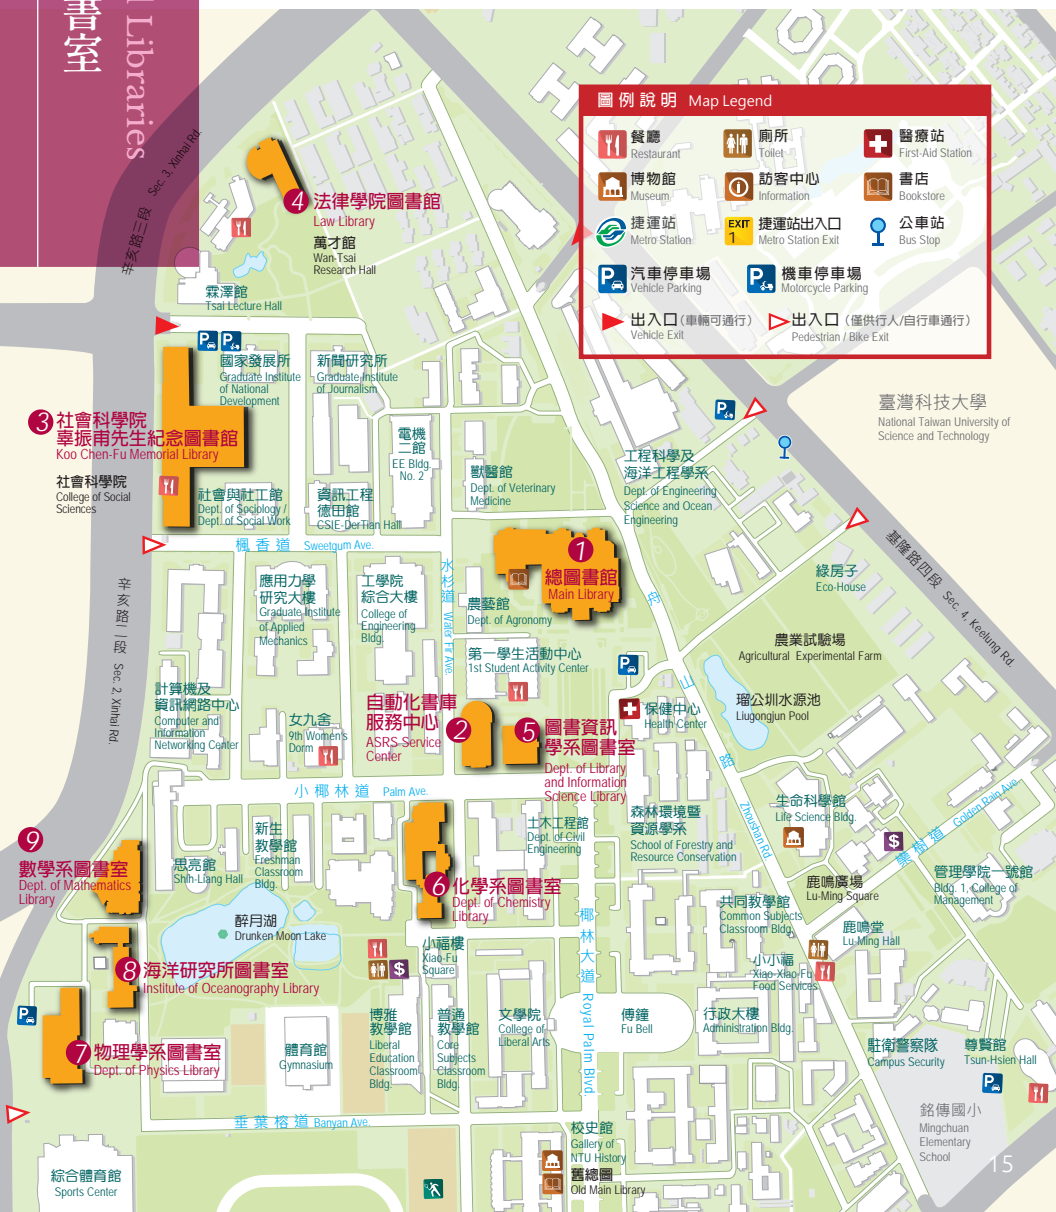 書室
l Libraries
圖例說明 Map Legend
餐廳
Restaurant
廁所
Toilet
醫療站
First-Aid Station
博物館
Museum
訪客中心
Information
書店
Bookstore
捷運站
Metro Station
EXIT
1
捷運站出入口
Metro Station Exit
公車站
Bus Stop
汽車停車場
Vehicle Parking
機車停車場
Motorcycle Parking
出入口(車輛可通行)
Vehicle Exit
出入口 (僅供行人/自行車通行)
Pedestrian / Bike Exit
辛亥路三段 Sec. 3, Xinhai Rd.
4 法律學院圖書館
Law Library
萬才館
Wan-Tsai
Research Hall
霖澤館
Tsai Lecture Hall
國家發展所
Graduate Institute
of National
Development
新聞研究所
Graduate Institute
of Journalism
3 社會科學院
辜振甫先生紀念圖書館
Koo Chen-Fu Memorial Library
社會科學院
College of Social
Sciences
電機
二館
EE Bldg.
No. 2
獸醫館
Dept. of Veterinary
Medicine
工程科學及
海洋工程學系
Dept. of Engineering
Science and Ocean
Engineering
臺灣科技大學
National Taiwan University of
Science and Technology
社會與社工館
Dept. of Sociology /
Dept. of Social Work
資訊工程
德田館
CSIE-DerTian Hall
楓香道 Sweetgum Ave.
1
總圖書館
Main Library
基隆路四段 Sec. 4, Keelung Rd.
綠房子
Eco-House
辛亥路二段 Sec. 2, Xinhai Rd.
應用力學
研究大樓
Graduate Institute
of Applied
Mechanics
工學院
綜合大樓
College of
Engineering
Bldg.
水杉道 Water Fir Ave.
農藝館
Dept. of Agronomy
第一學生活動中心
1st Student Activity Center
農業試驗場
Agricultural Experimental Farm
舟山路 Zhoushan Rd
瑠公圳水源池
Liugongjun Pool
保健中心
Health Center
計算機及
資訊網路中心
Computer and
Information
Networking Center
女九舍
9th Women's
Dorm
自動化書庫
服務中心
ASRS Service
Center
2
5 圖書資訊
學系圖書室
Dept. of Library
and Information
Science Library
小椰林道 Palm Ave.
生命科學館
Life Science Bldg.
欒樹道 Golden Rain Ave.
9
數學系圖書室
Dept. of Mathematics
Library
思亮館
Shih-Liang Hall
新生
教學館
Freshman
Classroom
Bldg.
土木工程館
Dept. of Civil
Engineering
森林環境暨
資源學系
School of Forestry and
Resource Conservation
管理學院一號館
Bldg. 1, College of
Management
6 化學系圖書室
Dept. of Chemistry
Library
鹿鳴廣場
Lu-Ming Square
共同教學館
Common Subjects
Classroom Bldg.
鹿鳴堂
Lu-Ming Hall
醉月湖
Drunken Moon Lake
小福樓
Xiao-Fu
Square
小小福
Xiao-Xiao-Fu
Food Services
8 海洋研究所圖書室
Institute of Oceanography Library
椰林大道 Royal Palm Blvd.
博雅
教學館
Liberal
Education
Classroom
Bldg.
普通
教學館
Core
Subjects
Classroom
Bldg.
文學院
College of
Liberal Arts
傅鐘
Fu Bell
行政大樓
Administration Bldg.
7 物理學系圖書室
Dept. of Physics Library
體育館
Gymnasium
駐衛警察隊
Campus Security
尊賢館
Tsun-Hsien Hall
垂葉榕道 Banyan Ave.
銘傳國小
Mingchuan
Elementary
School
校史館
Gallery of
NTU History
舊總圖
Old Main Library
綜合體育館
Sports Center
15